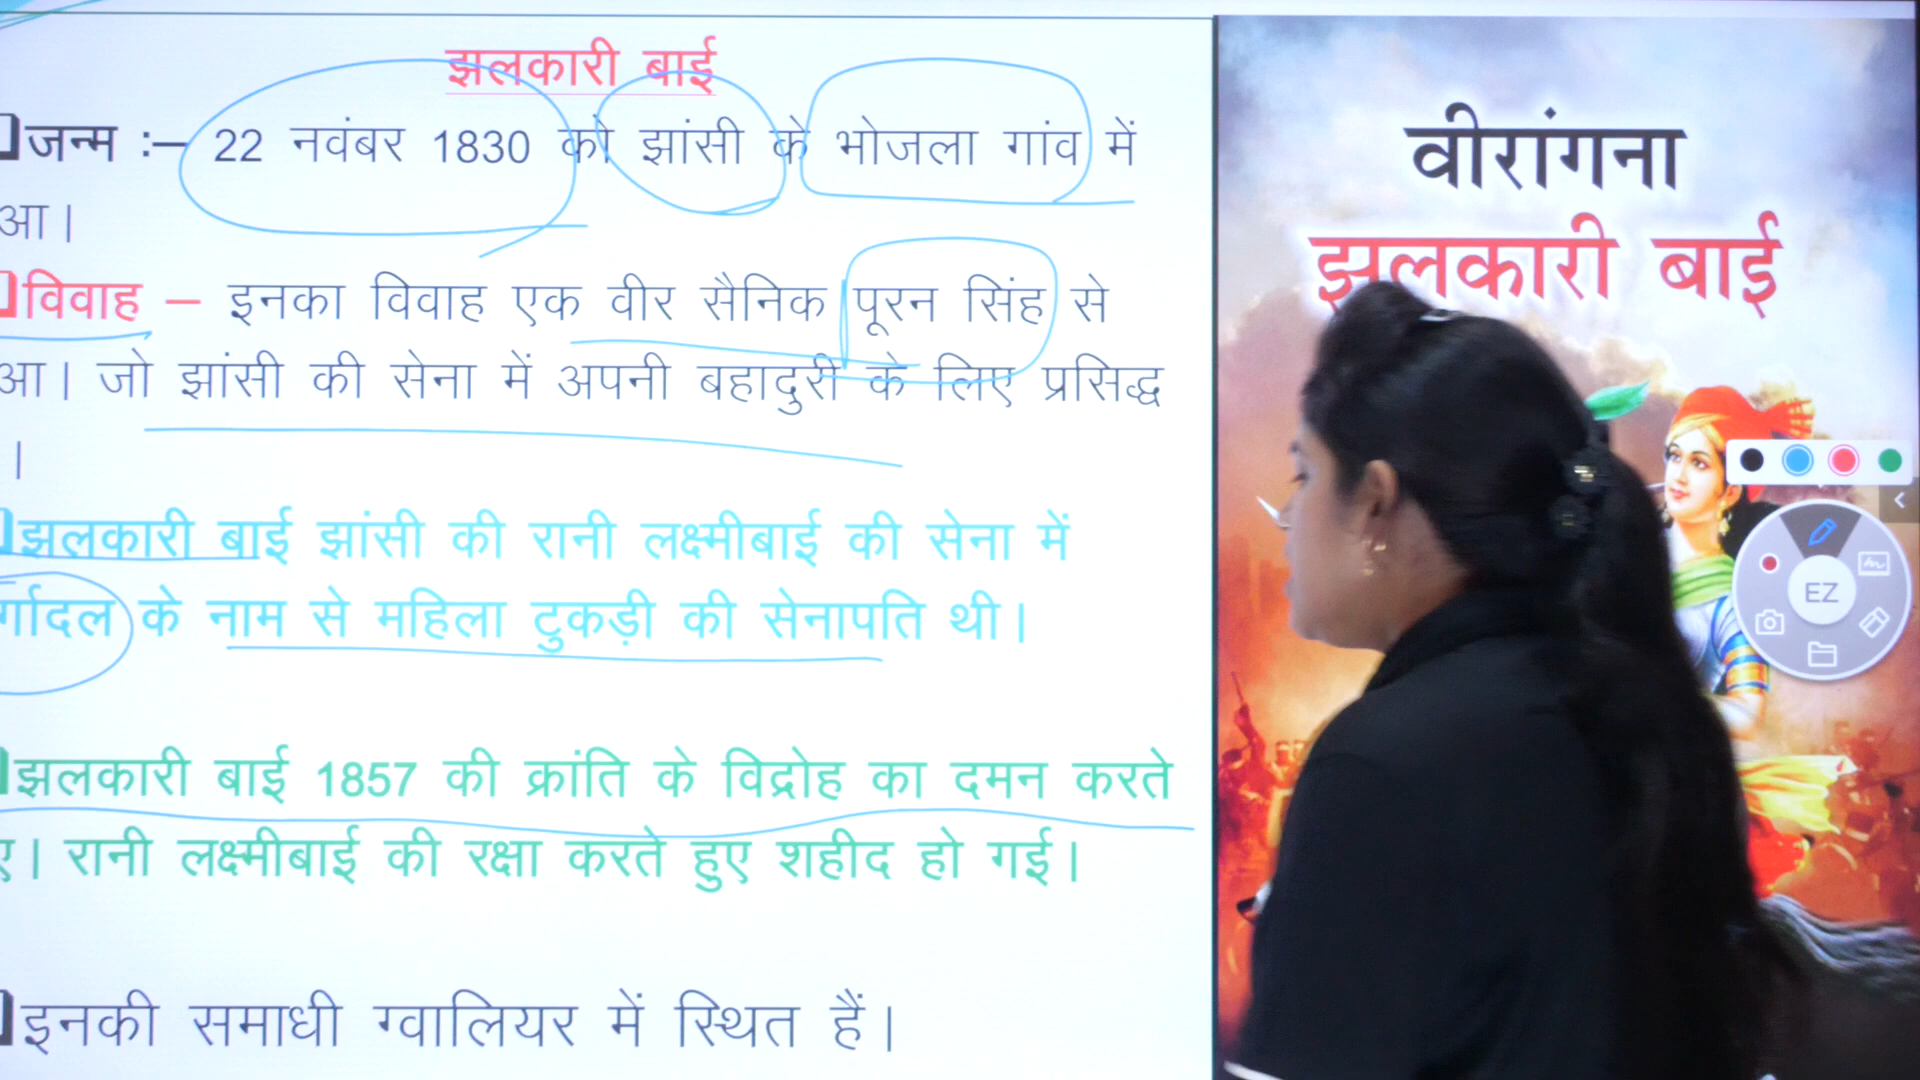 झलकारी बाई
जन्म :– 22 नवंबर 1830 को झांसी के भोजला गांव में
आ।
विवाह – इनका विवाह एक वीर सैनिक पूरन सिंह से
आ। जो झांसी की सेना में अपनी बहादुरी के लिए प्रसिद्ध
।
झलकारी बाई झांसी की रानी लक्ष्मीबाई की सेना में
र्गादल के नाम से महिला टुकड़ी की सेनापति थी।
झलकारी बाई 1857 की क्रांति के विद्रोह का दमन करते
ए। रानी लक्ष्मीबाई की रक्षा करते हुए शहीद हो गई।
इनकी समाधी ग्वालियर में स्थित हैं।
वीरांगना
झलकारी बाई
EZ